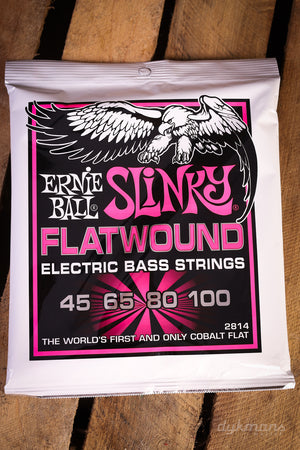 ERNIE BALL® SLINKY®
FLATWOUND
ELECTRIC BASS STRINGS
45 65 80 100
2814
THE WORLD'S FIRST AND ONLY COBALT FLAT
dykmans